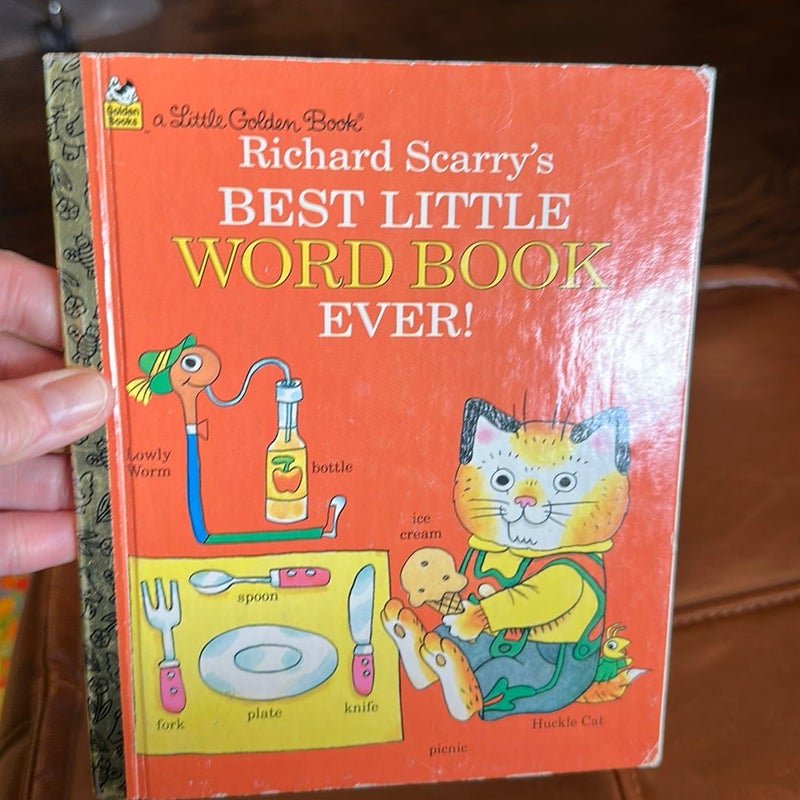 Golden
Books
a Little Golden Book®
Richard Scarry's
BEST LITTLE
WORD BOOK
EVER!
Lowly
Worm
bottle
ice
cream
spoon
fork
plate
knife
Huckle Cat
picnic